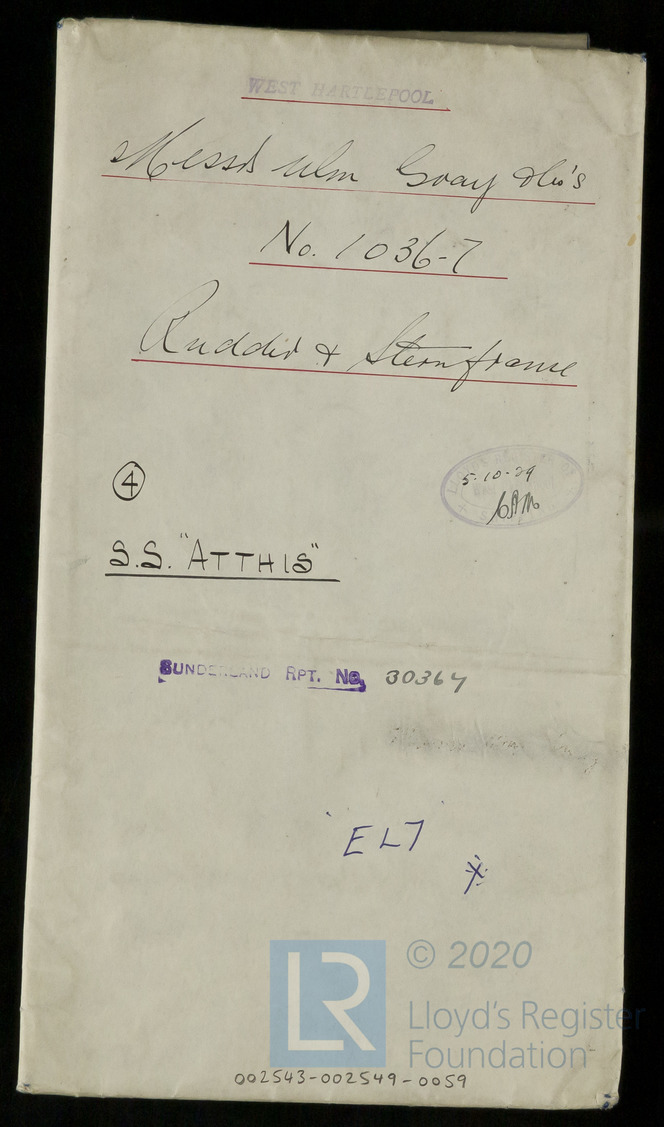 WEST HARTLEPOOL
Messrs Wm Gray & Co's
No. 1036-7
Rudder & Sternframe
4
5-10-29
S.S. "ATTHIS"
SUNDERLAND RPT. No. 30364
EL7
© 2020
LR
Lloyd's Register
Foundation
002543-002549-0059